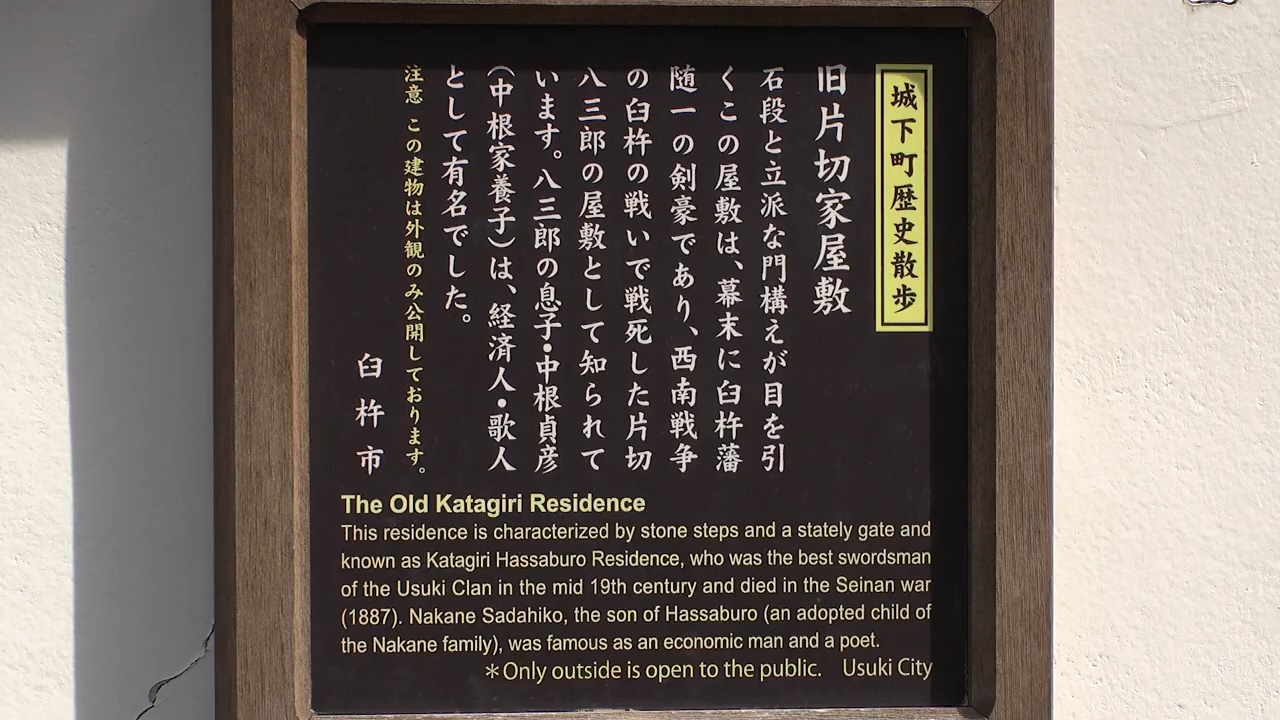 城下町歴史散歩
旧片切家屋敷
石段と立派な門構えが目を引
くこの屋敷は、幕末に臼杵藩
随一の剣豪であり、西南戦争
の臼杵の戦いで戦死した片切
八三郎の屋敷として知られて
います。八三郎の息子・中根貞彦
（中根家養子）は、経済人・歌人
として有名でした。
注意 この建物は外観のみ公開しております。
臼杵市
The Old Katagiri Residence
This residence is characterized by stone steps and a stately gate and
known as Katagiri Hassaburo Residence, who was the best swordsman
of the Usuki Clan in the mid 19th century and died in the Seinan war
(1887). Nakane Sadahiko, the son of Hassaburo (an adopted child of
the Nakane family), was famous as an economic man and a poet.
＊Only outside is open to the public. Usuki City